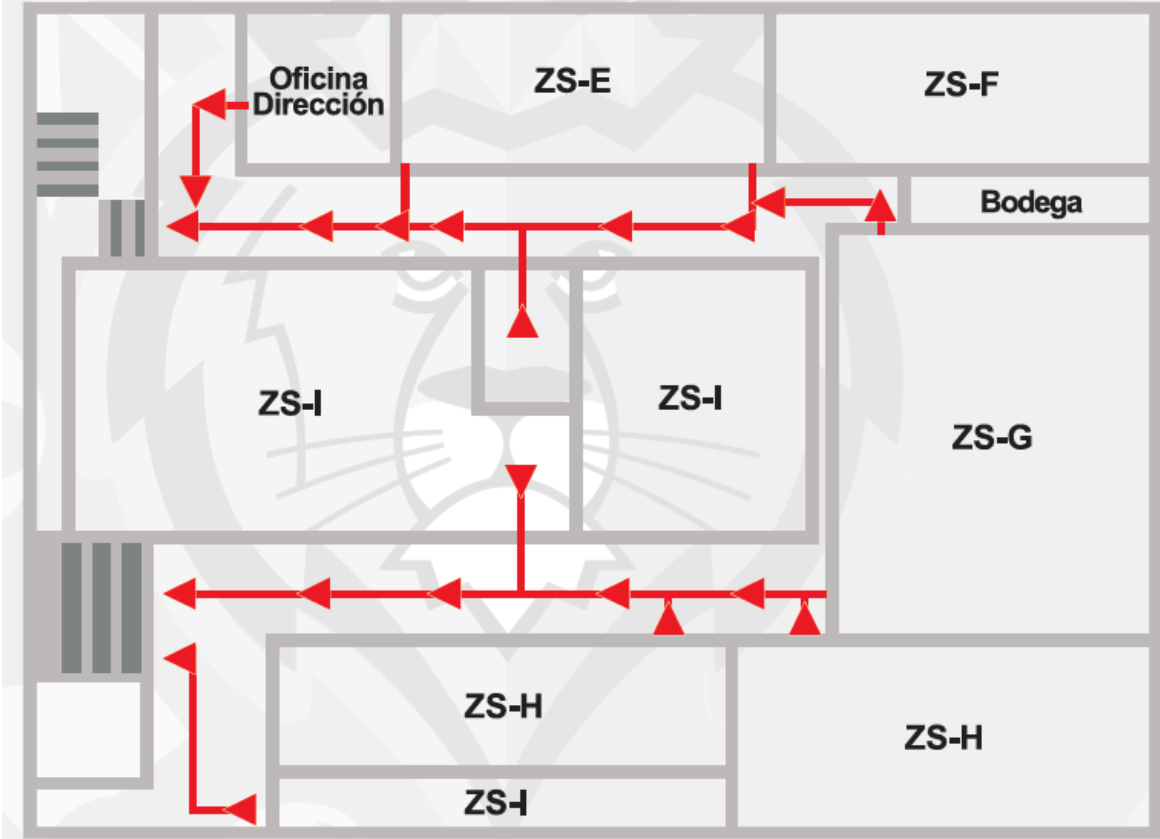 Oficina
Dirección
ZS-E
ZS-F
Bodega
ZS-I
ZS-I
ZS-G
ZS-H
ZS-H
ZS-I